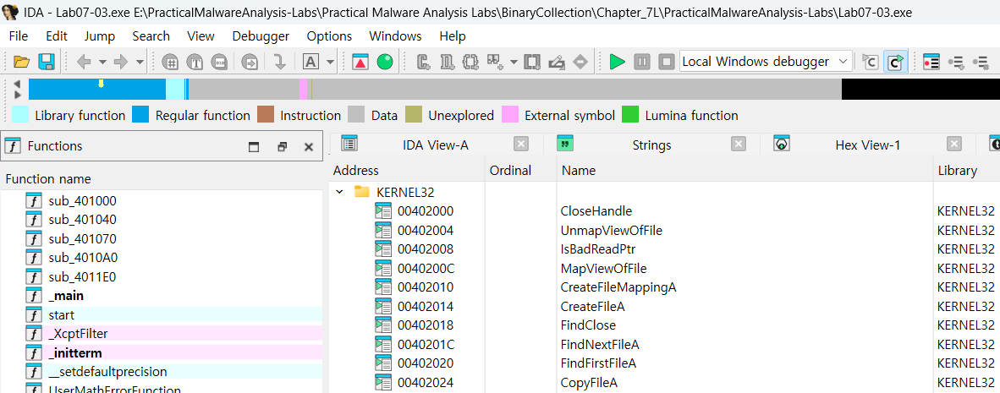 IDA - Lab07-03.exe E:\PracticalMalwareAnalysis-Labs\Practical Malware Analysis Labs\BinaryCollection\Chapter_7L\PracticalMalwareAnalysis-Labs\Lab07-03.exe
File Edit Jump Search View Debugger Options Windows Help
Local Windows debugger
Library function Regular function Instruction Data Unexplored External symbol Lumina function
Functions IDA View-A Strings Hex View-1
Function name
sub_401000
sub_401040
sub_401070
sub_4010A0
sub_4011E0
_main
start
_XcptFilter
_initterm
__setdefaultprecision
UserMathErrorFunction
Address Ordinal Name Library
KERNEL32
00402000 CloseHandle KERNEL32
00402004 UnmapViewOfFile KERNEL32
00402008 IsBadReadPtr KERNEL32
0040200C MapViewOfFile KERNEL32
00402010 CreateFileMappingA KERNEL32
00402014 CreateFileA KERNEL32
00402018 FindClose KERNEL32
0040201C FindNextFileA KERNEL32
00402020 FindFirstFileA KERNEL32
00402024 CopyFileA KERNEL32